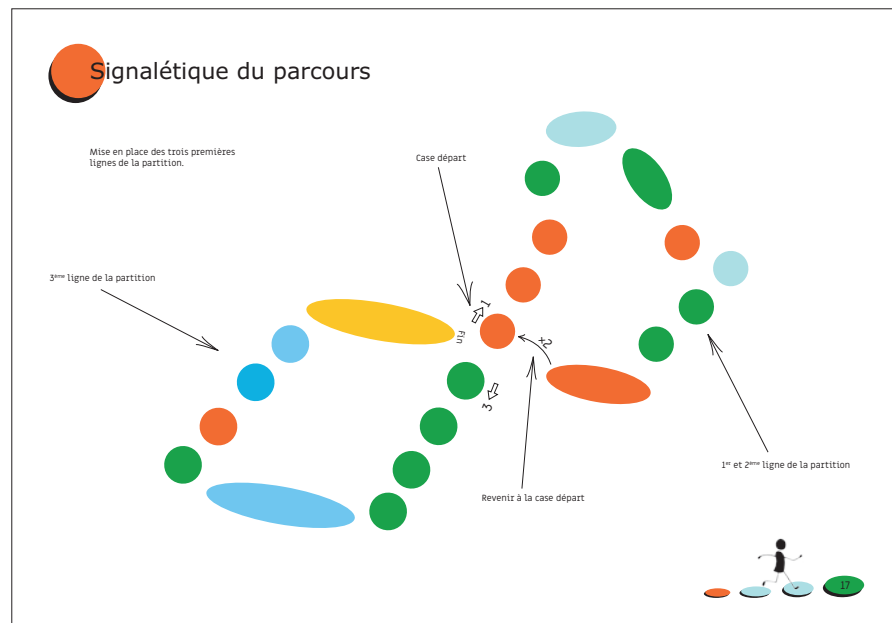 Signalétique du parcours
Mise en place des trois premières
lignes de la partition.
Case départ
3ème ligne de la partition
1
Fin
x2
3
1er et 2ème ligne de la partition
Revenir à la case départ
17